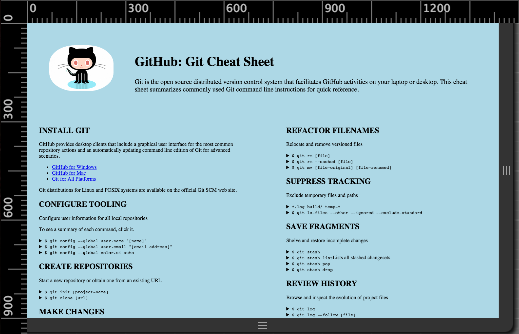 0 300 600 900 1200
0
300
600
900
GitHub: Git Cheat Sheet
Git is the open source distributed version control system that facilitates GitHub activities on your laptop or desktop. This cheat
sheet summarizes commonly used Git command line instructions for quick reference.
INSTALL GIT
GitHub provides desktop clients that include a graphical user interface for the most common
repository actions and an automatically updating command line edition of Git for advanced
scenarios.
GitHub for Windows
GitHub for Mac
Git for All Platforms
Git distributions for Linux and POSIX systems are available on the official Git SCM web site.
CONFIGURE TOOLING
Configure user information for all local repositories
To see a summary of each command, click it.
$ git config --global user.name "[name]"
$ git config --global user.email "[email address]"
$ git config --global color.ui auto
CREATE REPOSITORIES
Start a new repository or obtain one from an existing URL
$ git init [project-name]
$ git clone [url]
MAKE CHANGES
REFACTOR FILENAMES
Relocate and remove versioned files
$ git rm [file]
$ git rm --cached [file]
$ git mv [file-original] [file-renamed]
SUPPRESS TRACKING
Exclude temporary files and paths
$ git ls-files --other --ignored --exclude-standard
SAVE FRAGMENTS
Shelve and restore incomplete changes
$ git stash
$ git stash pop
$ git stash drop
REVIEW HISTORY
Browse and inspect the evolution of project files
$ git log
$ git log --follow [file]